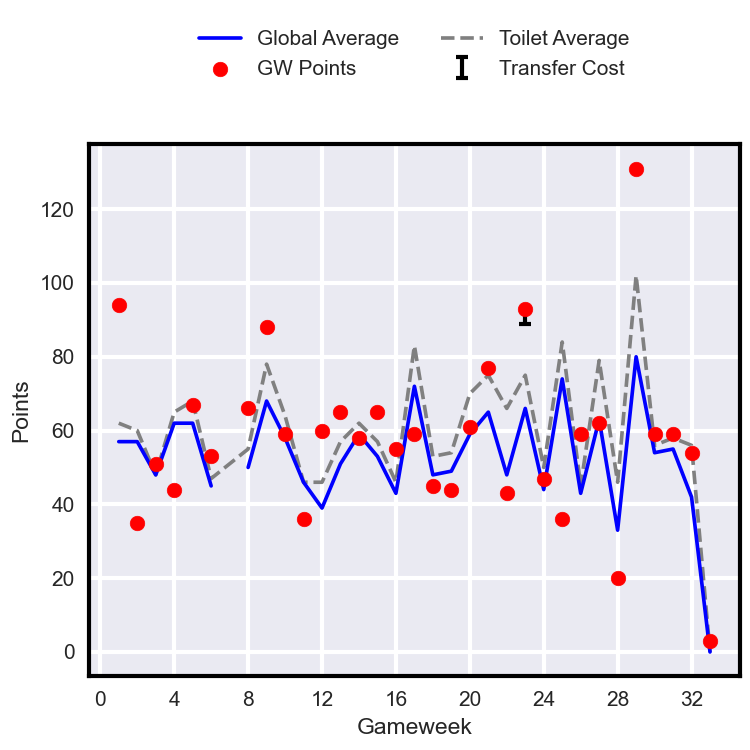 Global Average
Toilet Average
GW Points
Transfer Cost
120
100
80
60
40
20
0
Points
0 4 8 12 16 20 24 28 32
Gameweek